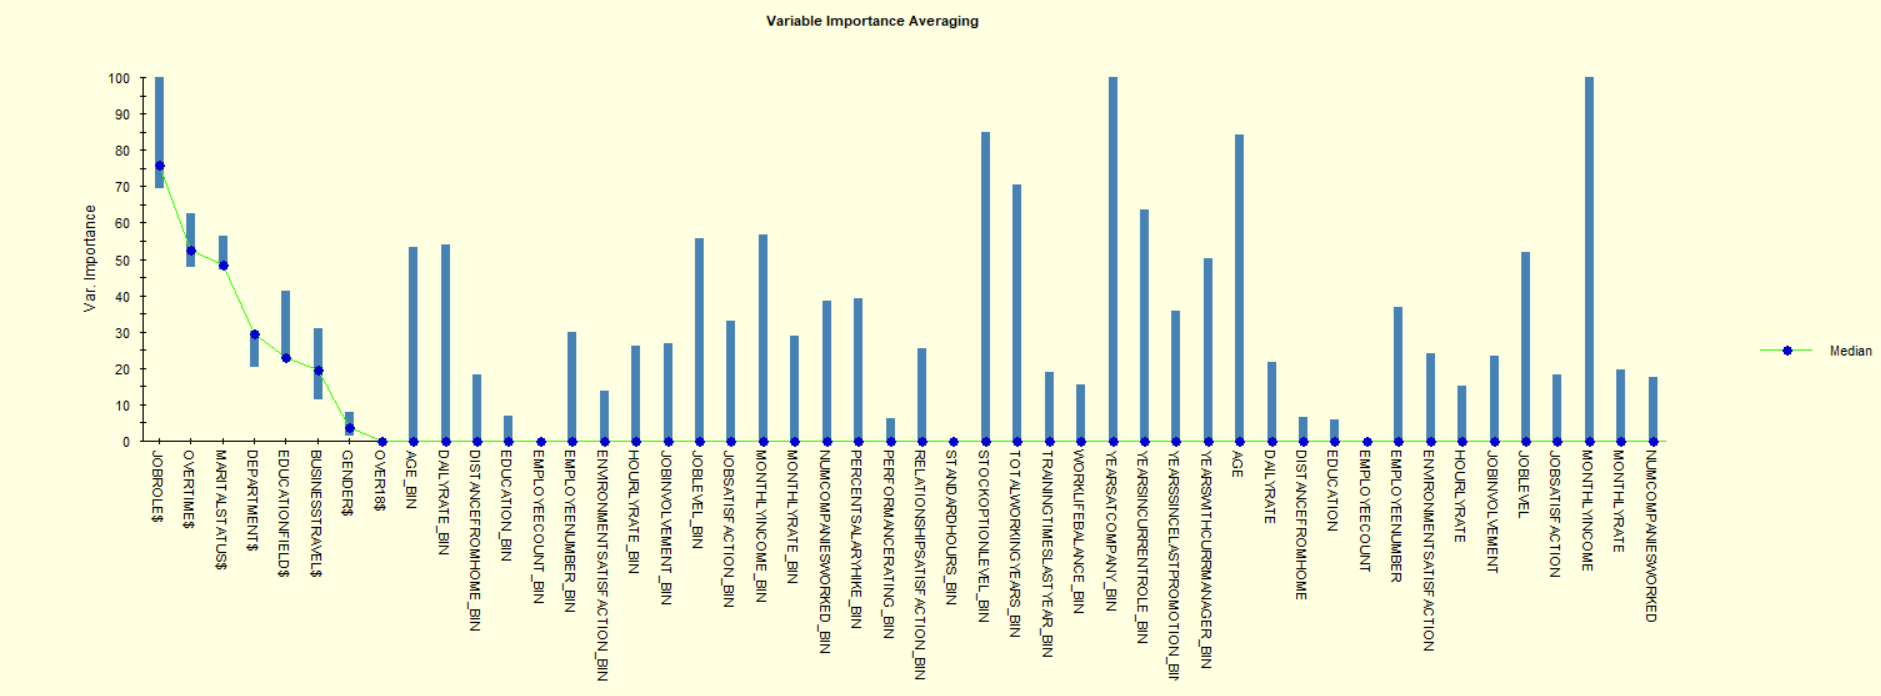 Variable Importance Averaging
100
90
80
70
60
50
40
30
20
10
0
Var. Importance
JOBROLE$
OVERTIME$
MARITALSTATUS$
DEPARTMENT$
EDUCATIONFIELD$
BUSINESSTRAVEL$
GENDER$
OVER18$
AGE_BIN
DAILYRATE_BIN
DISTANCEFROMHOME_BIN
EDUCATION_BIN
EMPLOYEECOUNT_BIN
EMPLOYEENUMBER_BIN
ENVIRONMENTSATISFACTION_BIN
HOURLYRATE_BIN
JOBINVOLVEMENT_BIN
JOBLEVEL_BIN
JOBSATISFACTION_BIN
MONTHLYINCOME_BIN
MONTHLYRATE_BIN
NUMCOMPANIESWORKED_BIN
PERCENTSALARYHIKE_BIN
PERFORMANCERATING_BIN
RELATIONSHIPSATISFACTION_BIN
STANDARDHOURS_BIN
STOCKOPTIONLEVEL_BIN
TOTALWORKINGYEARS_BIN
TRAININGTIMESLASTYEAR_BIN
WORKLIFEBALANCE_BIN
YEARSATCOMPANY_BIN
YEARSINCURRENTROLE_BIN
YEARSSINCELASTPROMOTION_BIN
YEARSWITHCURRMANAGER_BIN
AGE
DAILYRATE
DISTANCEFROMHOME
EDUCATION
EMPLOYEECOUNT
EMPLOYEENUMBER
ENVIRONMENTSATISFACTION
HOURLYRATE
JOBINVOLVEMENT
JOBLEVEL
JOBSATISFACTION
MONTHLYINCOME
MONTHLYRATE
NUMCOMPANIESWORKED
Median